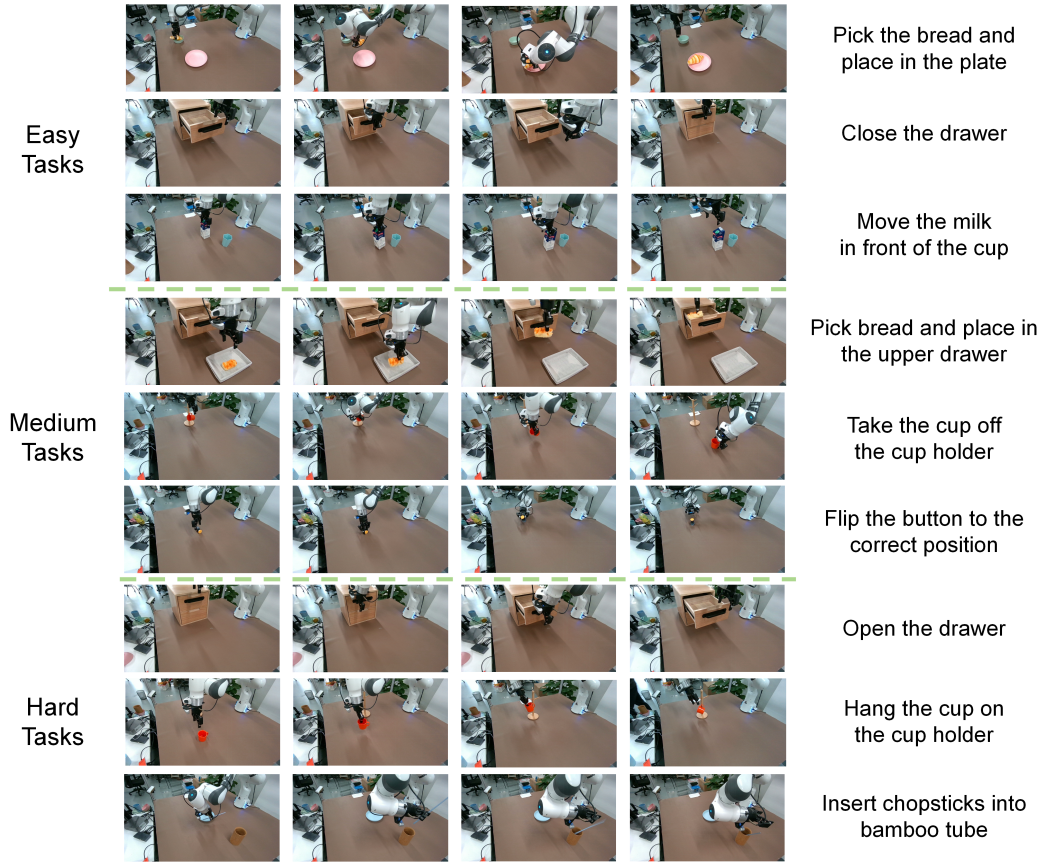 Pick the bread and
place in the plate
Easy
Tasks
Close the drawer
Move the milk
in front of the cup
Pick bread and place in
the upper drawer
Medium
Tasks
Take the cup off
the cup holder
Flip the button to the
correct position
Open the drawer
Hard
Tasks
Hang the cup on
the cup holder
Insert chopsticks into
bamboo tube